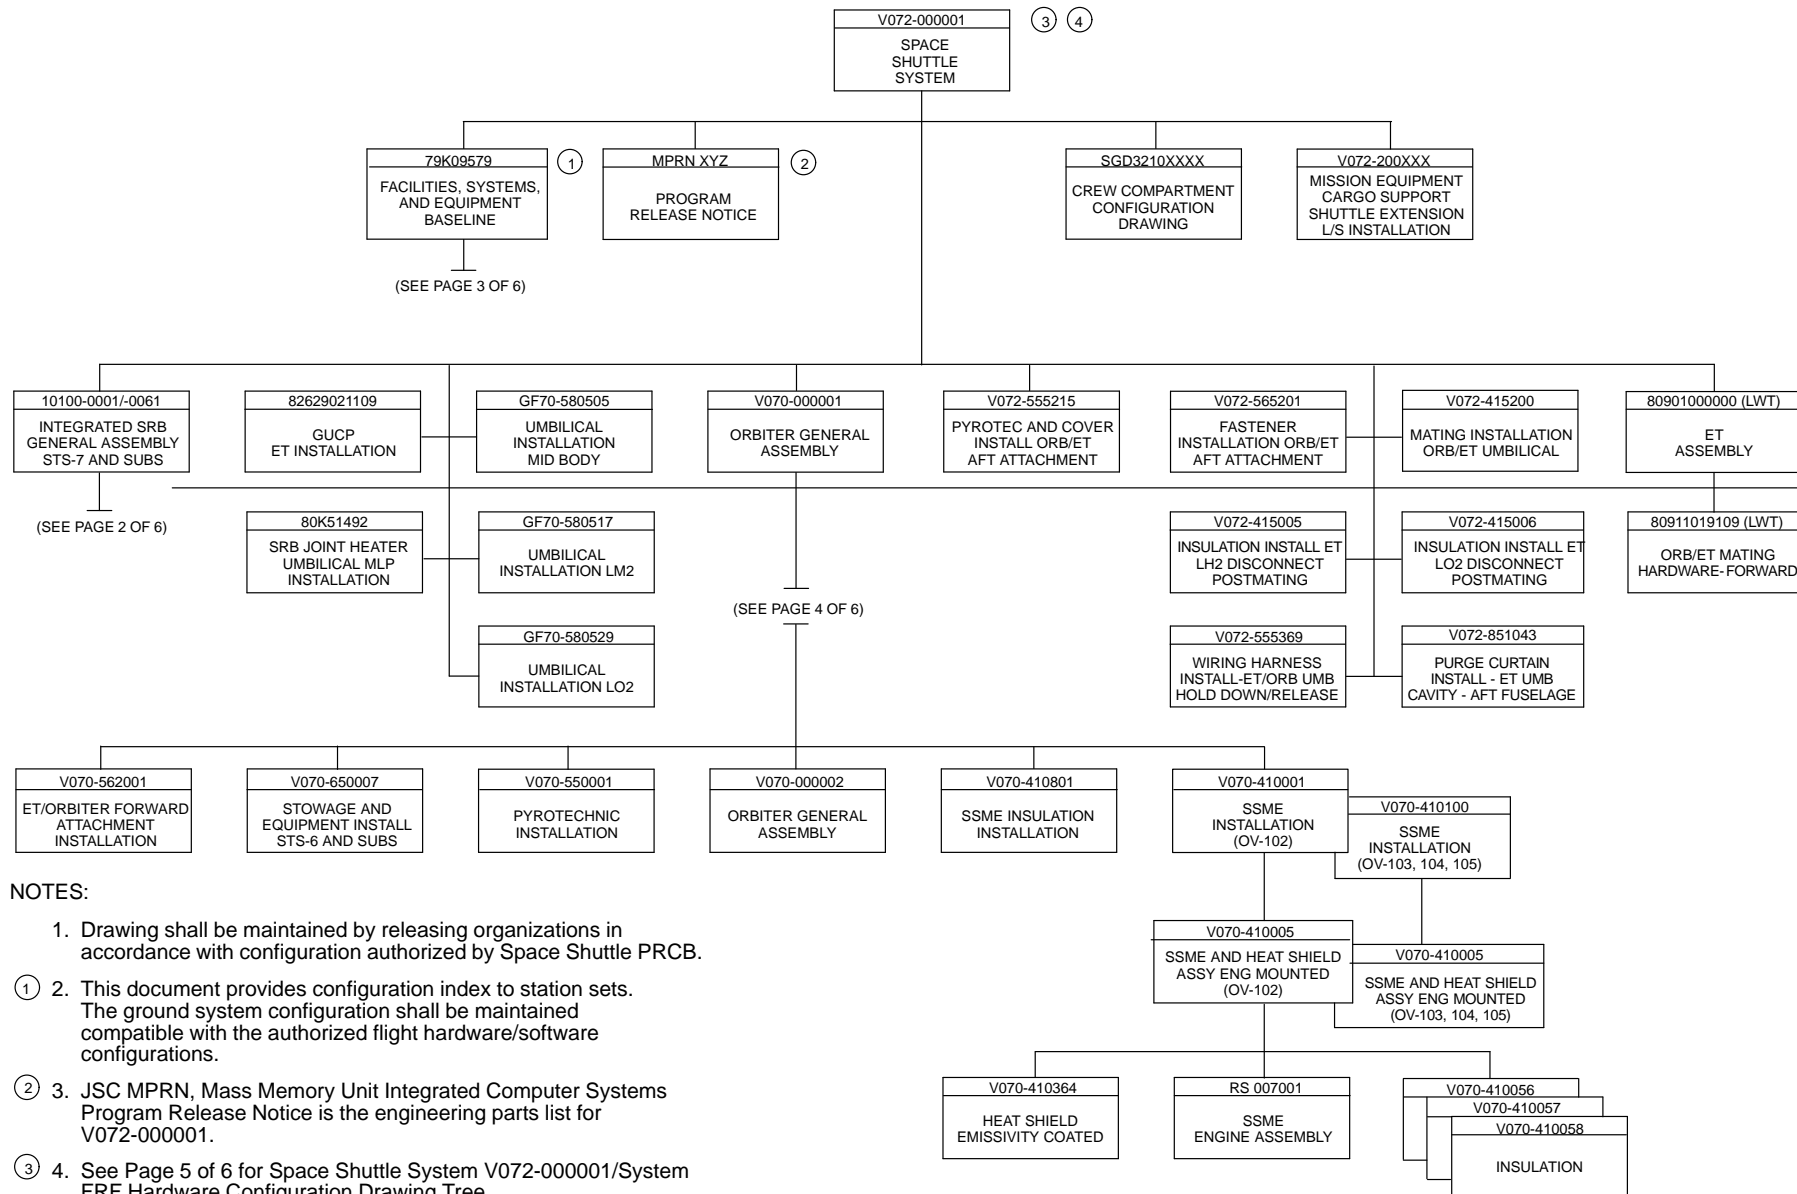 V072-000001
SPACE
SHUTTLE
SYSTEM
3 4
79K09579
FACILITIES, SYSTEMS,
AND EQUIPMENT
BASELINE
1
(SEE PAGE 3 OF 6)
MPRN XYZ
PROGRAM
RELEASE NOTICE
2
SGD3210XXXX
CREW COMPARTMENT
CONFIGURATION
DRAWING
V072-200XXX
MISSION EQUIPMENT
CARGO SUPPORT
SHUTTLE EXTENSION
L/S INSTALLATION
10100-0001/-0061
INTEGRATED SRB
GENERAL ASSEMBLY
STS-7 AND SUBS
(SEE PAGE 2 OF 6)
82629021109
GUCP
ET INSTALLATION
GF70-580505
UMBILICAL
INSTALLATION
MID BODY
V070-000001
ORBITER GENERAL
ASSEMBLY
V072-555215
PYROTEC AND COVER
INSTALL ORB/ET
AFT ATTACHMENT
V072-565201
FASTENER
INSTALLATION ORB/ET
AFT ATTACHMENT
V072-415200
MATING INSTALLATION
ORB/ET UMBILICAL
80901000000 (LWT)
ET
ASSEMBLY
80K51492
SRB JOINT HEATER
UMBILICAL MLP
INSTALLATION
GF70-580517
UMBILICAL
INSTALLATION LM2
(SEE PAGE 4 OF 6)
V072-415005
INSULATION INSTALL ET
LH2 DISCONNECT
POSTMATING
V072-415006
INSULATION INSTALL ET
LO2 DISCONNECT
POSTMATING
80911019109 (LWT)
ORB/ET MATING
HARDWARE-FORWARD
GF70-580529
UMBILICAL
INSTALLATION LO2
V072-555369
WIRING HARNESS
INSTALL-ET/ORB UMB
HOLD DOWN/RELEASE
V072-851043
PURGE CURTAIN
INSTALL - ET UMB
CAVITY - AFT FUSELAGE
V070-562001
ET/ORBITER FORWARD
ATTACHMENT
INSTALLATION
V070-650007
STOWAGE AND
EQUIPMENT INSTALL
STS-6 AND SUBS
V070-550001
PYROTECHNIC
INSTALLATION
V070-000002
ORBITER GENERAL
ASSEMBLY
V070-410801
SSME INSULATION
INSTALLATION
V070-410001
SSME
INSTALLATION
(OV-102)
V070-410100
SSME
INSTALLATION
(OV-103, 104, 105)
V070-410005
SSME AND HEAT SHIELD
ASSY ENG MOUNTED
(OV-102)
V070-410005
SSME AND HEAT SHIELD
ASSY ENG MOUNTED
(OV-103, 104, 105)
V070-410364
HEAT SHIELD
EMISSIVITY COATED
RS 007001
SSME
ENGINE ASSEMBLY
V070-410056
V070-410057
V070-410058
INSULATION
NOTES:
1. Drawing shall be maintained by releasing organizations in
accordance with configuration authorized by Space Shuttle PRCB.
1 2. This document provides configuration index to station sets.
The ground system configuration shall be maintained
compatible with the authorized flight hardware/software
configurations.
2 3. JSC MPRN, Mass Memory Unit Integrated Computer Systems
Program Release Notice is the engineering parts list for
V072-000001.
3 4. See Page 5 of 6 for Space Shuttle System V072-000001/System
FRF Hardware Configuration Drawing Tree